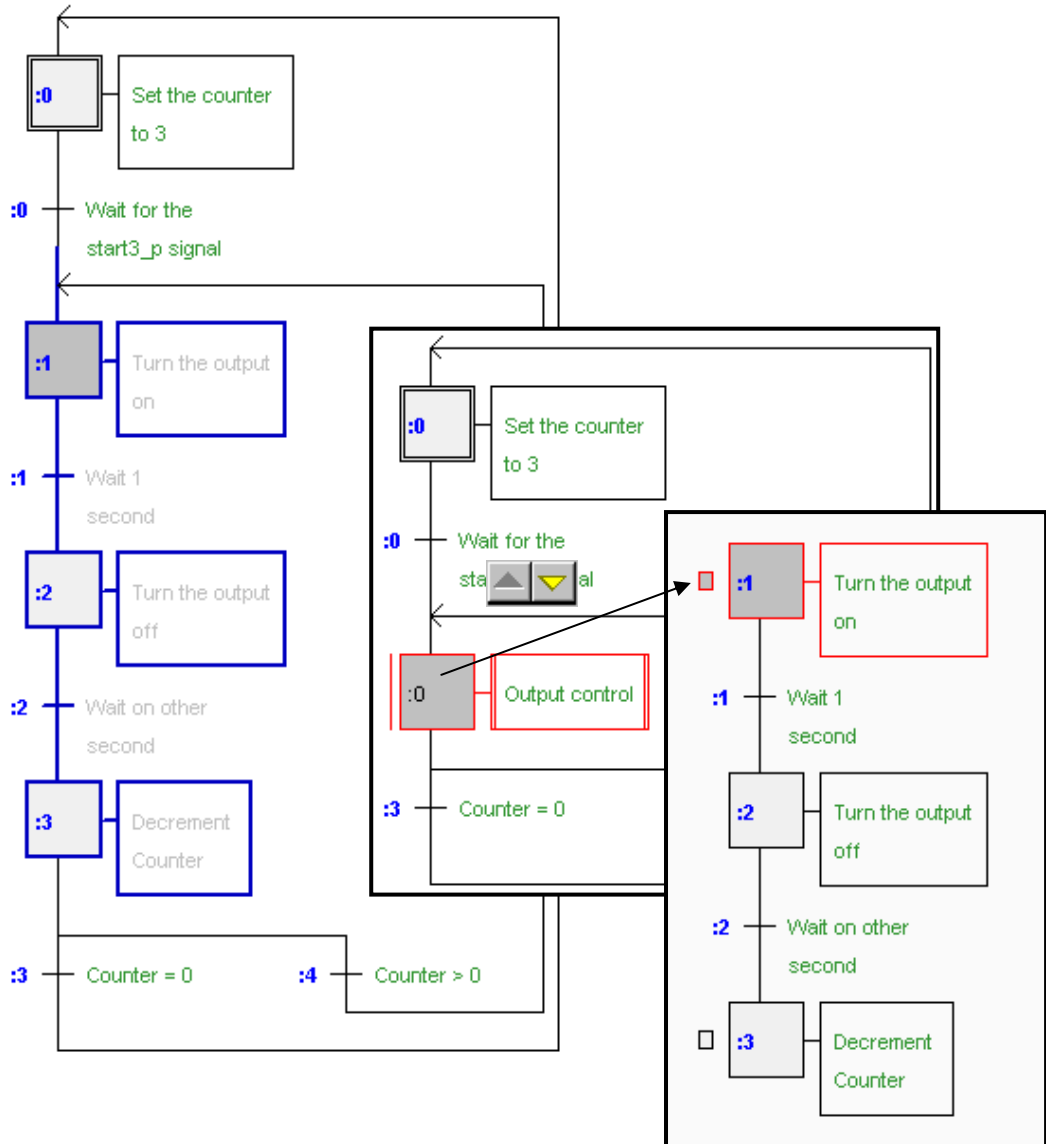 :0
Set the counter
to 3
:0
Wait for the
start3_p signal
:1
Turn the output
on
:1
Wait 1
second
:2
Turn the output
off
:2
Wait on other
second
:3
Decrement
Counter
:3
Counter = 0
:4
Counter > 0
:0
Set the counter
to 3
:0
Wait for the
:0
Output control
:3
Counter = 0
:1
Turn the output
on
:1
Wait 1
second
:2
Turn the output
off
:2
Wait on other
second
:3
Decrement
Counter